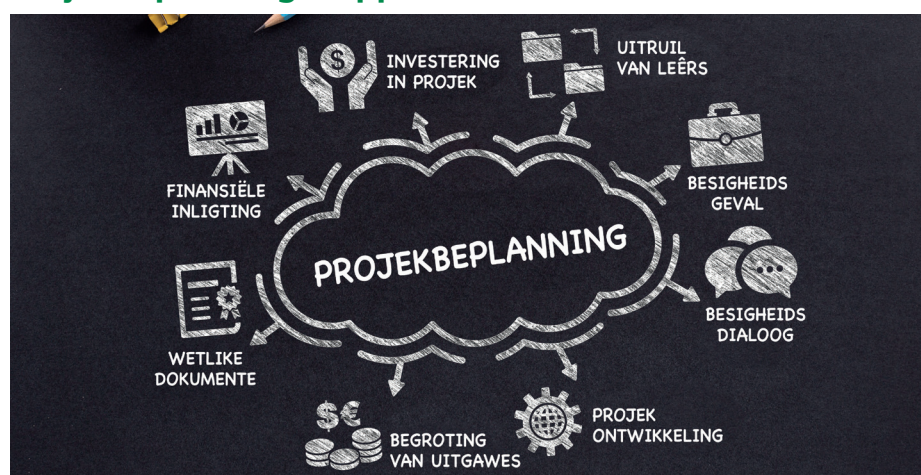 PROJEKBEPLANNING
INVESTERING
IN PROJEK
UITRUIL
VAN LEÊRS
BESIGHEIDS
GEVAL
BESIGHEIDS
DIALOOG
PROJEK
ONTWIKKELING
BEGROTING
VAN UITGAWES
WETLIKE
DOKUMENTE
FINANSIËLE
INLIGTING